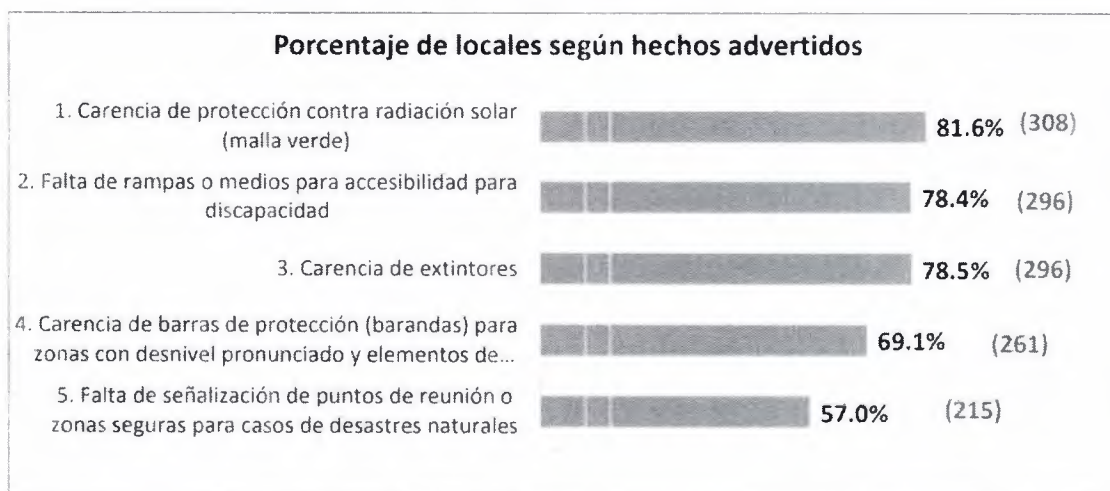 Porcentaje de locales según hechos advertidos
1. Carencia de protección contra radiación solar
(malla verde)
81.6% (308)
2. Falta de rampas o medios para accesibilidad para
discapacidad
78.4% (296)
3. Carencia de extintores
78.5% (296)
4. Carencia de barras de protección (barandas) para
zonas con desnivel pronunciado y elementos de...
69.1% (261)
5. Falta de señalización de puntos de reunión o
zonas seguras para casos de desastres naturales
57.0% (215)